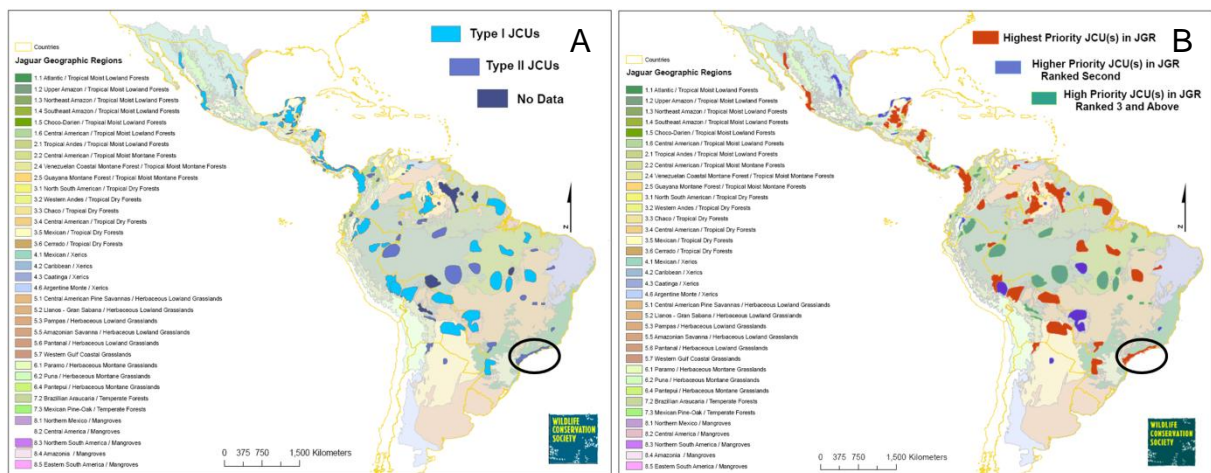 A
Type I JCUs
Type II JCUs
No Data
Countries
Jaguar Geographic Regions
1.1 Atlantic / Tropical Moist Lowland Forests
1.2 Upper Amazon / Tropical Moist Lowland Forests
1.3 Northeast Amazon / Tropical Moist Lowland Forests
1.4 Southeast Amazon / Tropical Moist Lowland Forests
1.5 Choco-Darien / Tropical Moist Lowland Forests
1.6 Central American / Tropical Moist Lowland Forests
2.1 Tropical Andes / Tropical Moist Lowland Forests
2.2 Central American / Tropical Moist Montane Forests
2.4 Venezuelan Coastal Montane Forest / Tropical Moist Montane Forests
2.5 Guayana Montane Forest / Tropical Moist Montane Forests
3.1 North South American / Tropical Dry Forests
3.2 Western Andes / Tropical Dry Forests
3.3 Chaco / Tropical Dry Forests
3.4 Central American / Tropical Dry Forests
3.5 Mexican / Tropical Dry Forests
3.6 Cerrado / Tropical Dry Forests
4.1 Mexican / Xerics
4.2 Caribbean / Xerics
4.3 Caatinga / Xerics
4.6 Argentine Monte / Xerics
5.1 Central American Pine Savannas / Herbaceous Lowland Grasslands
5.2 Llanos - Gran Sabana / Herbaceous Lowland Grasslands
5.3 Pampas / Herbaceous Lowland Grasslands
5.5 Amazonian Savanna / Herbaceous Lowland Grasslands
5.6 Pantanal / Herbaceous Lowland Grasslands
5.7 Western Gulf Coastal Grasslands
6.1 Paramo / Herbaceous Montane Grasslands
6.2 Puna / Herbaceous Montane Grasslands
6.4 Pantepui / Herbaceous Montane Grasslands
7.2 Brazilian Araucaria / Temperate Forests
7.3 Mexican Pine-Oak / Temperate Forests
8.1 Northern Mexico / Mangroves
8.2 Central America / Mangroves
8.3 Northern South America / Mangroves
8.4 Amazonia / Mangroves
8.5 Eastern South America / Mangroves
0 375 750 1,500 Kilometers
N
WILDLIFE
CONSERVATION
SOCIETY
B
Highest Priority JCU(s) in JGR
Higher Priority JCU(s) in JGR
Ranked Second
High Priority JCU(s) in JGR
Ranked 3 and Above
Countries
Jaguar Geographic Regions
1.1 Atlantic / Tropical Moist Lowland Forests
1.2 Upper Amazon / Tropical Moist Lowland Forests
1.3 Northeast Amazon / Tropical Moist Lowland Forests
1.4 Southeast Amazon / Tropical Moist Lowland Forests
1.5 Choco-Darien / Tropical Moist Lowland Forests
1.6 Central American / Tropical Moist Lowland Forests
2.1 Tropical Andes / Tropical Moist Lowland Forests
2.2 Central American / Tropical Moist Montane Forests
2.4 Venezuelan Coastal Montane Forest / Tropical Moist Montane Forests
2.5 Guayana Montane Forest / Tropical Moist Montane Forests
3.1 North South American / Tropical Dry Forests
3.2 Western Andes / Tropical Dry Forests
3.3 Chaco / Tropical Dry Forests
3.4 Central American / Tropical Dry Forests
3.5 Mexican / Tropical Dry Forests
3.6 Cerrado / Tropical Dry Forests
4.1 Mexican / Xerics
4.2 Caribbean / Xerics
4.3 Caatinga / Xerics
4.6 Argentine Monte / Xerics
5.1 Central American Pine Savannas / Herbaceous Lowland Grasslands
5.2 Llanos - Gran Sabana / Herbaceous Lowland Grasslands
5.3 Pampas / Herbaceous Lowland Grasslands
5.5 Amazonian Savanna / Herbaceous Lowland Grasslands
5.6 Pantanal / Herbaceous Lowland Grasslands
5.7 Western Gulf Coastal Grasslands
6.1 Paramo / Herbaceous Montane Grasslands
6.2 Puna / Herbaceous Montane Grasslands
6.4 Pantepui / Herbaceous Montane Grasslands
7.2 Brazilian Araucaria / Temperate Forests
7.3 Mexican Pine-Oak / Temperate Forests
8.1 Northern Mexico / Mangroves
8.2 Central America / Mangroves
8.3 Northern South America / Mangroves
8.4 Amazonia / Mangroves
8.5 Eastern South America / Mangroves
0 375 750 1,500 Kilometers
N
WILDLIFE
CONSERVATION
SOCIETY